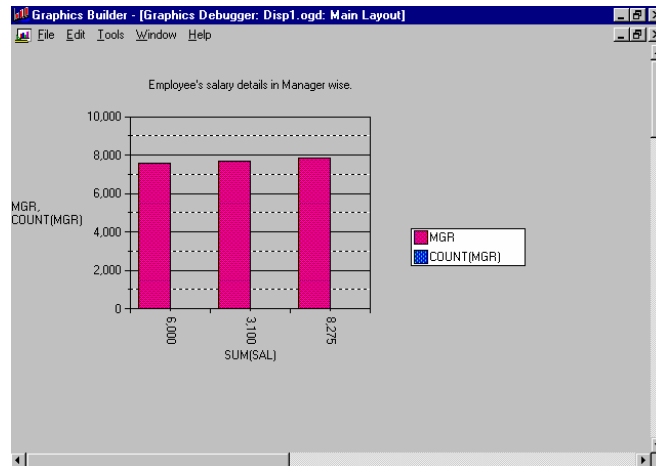 Graphics Builder - [Graphics Debugger: Disp1.ogd: Main Layout]
File Edit Tools Window Help
Employee's salary details in Manager wise.
10,000
8,000
6,000
4,000
2,000
0
MGR,
COUNT(MGR)
6,000
3,100
8,275
SUM(SAL)
MGR
COUNT(MGR)